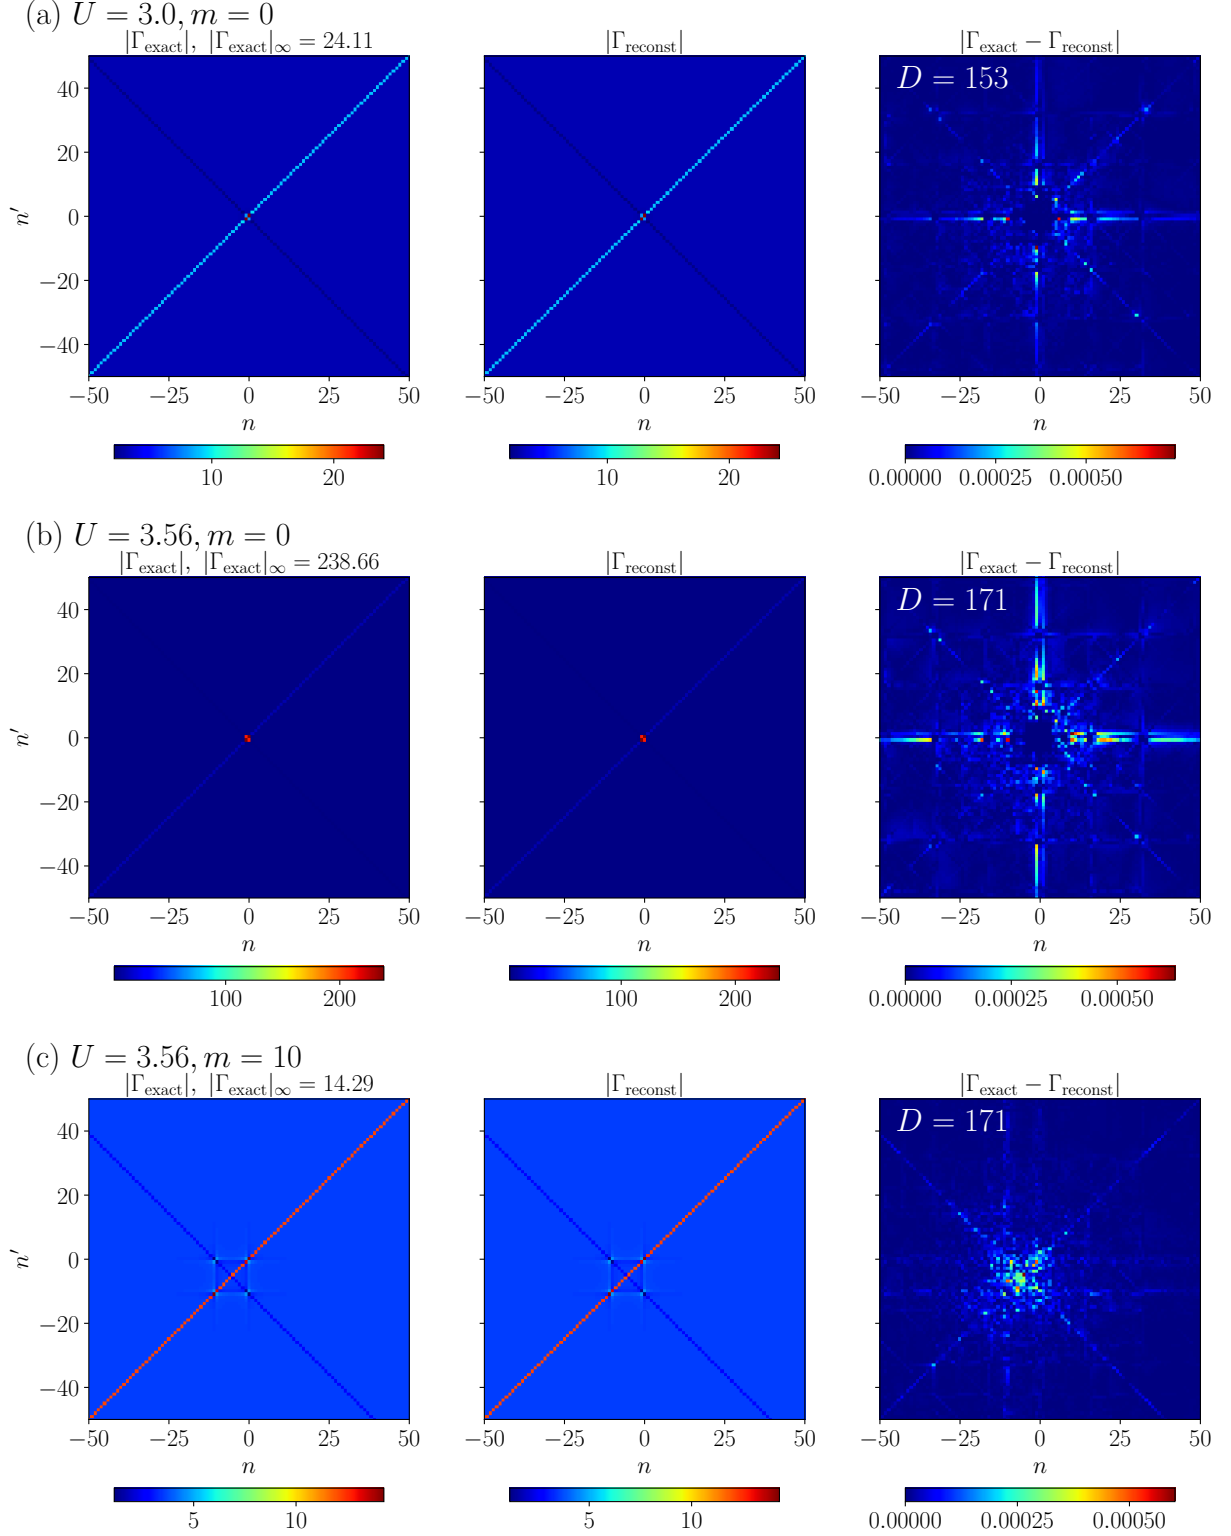 (a) U = 3.0, m = 0
|Γexact|, |Γexact|∞ = 24.11
|Γreconst|
|Γexact − Γreconst|
D = 153
n′
40
20
0
−20
−40
−50 −25 0 25 50
−50 −25 0 25 50
−50 −25 0 25 50
n
n
n
10 20
10 20
0.00000 0.00025 0.00050
(b) U = 3.56, m = 0
|Γexact|, |Γexact|∞ = 238.66
|Γreconst|
|Γexact − Γreconst|
D = 171
n′
40
20
0
−20
−40
−50 −25 0 25 50
−50 −25 0 25 50
−50 −25 0 25 50
n
n
n
100 200
100 200
0.00000 0.00025 0.00050
(c) U = 3.56, m = 10
|Γexact|, |Γexact|∞ = 14.29
|Γreconst|
|Γexact − Γreconst|
D = 171
n′
40
20
0
−20
−40
−50 −25 0 25 50
−50 −25 0 25 50
−50 −25 0 25 50
n
n
n
5 10
5 10
0.00000 0.00025 0.00050